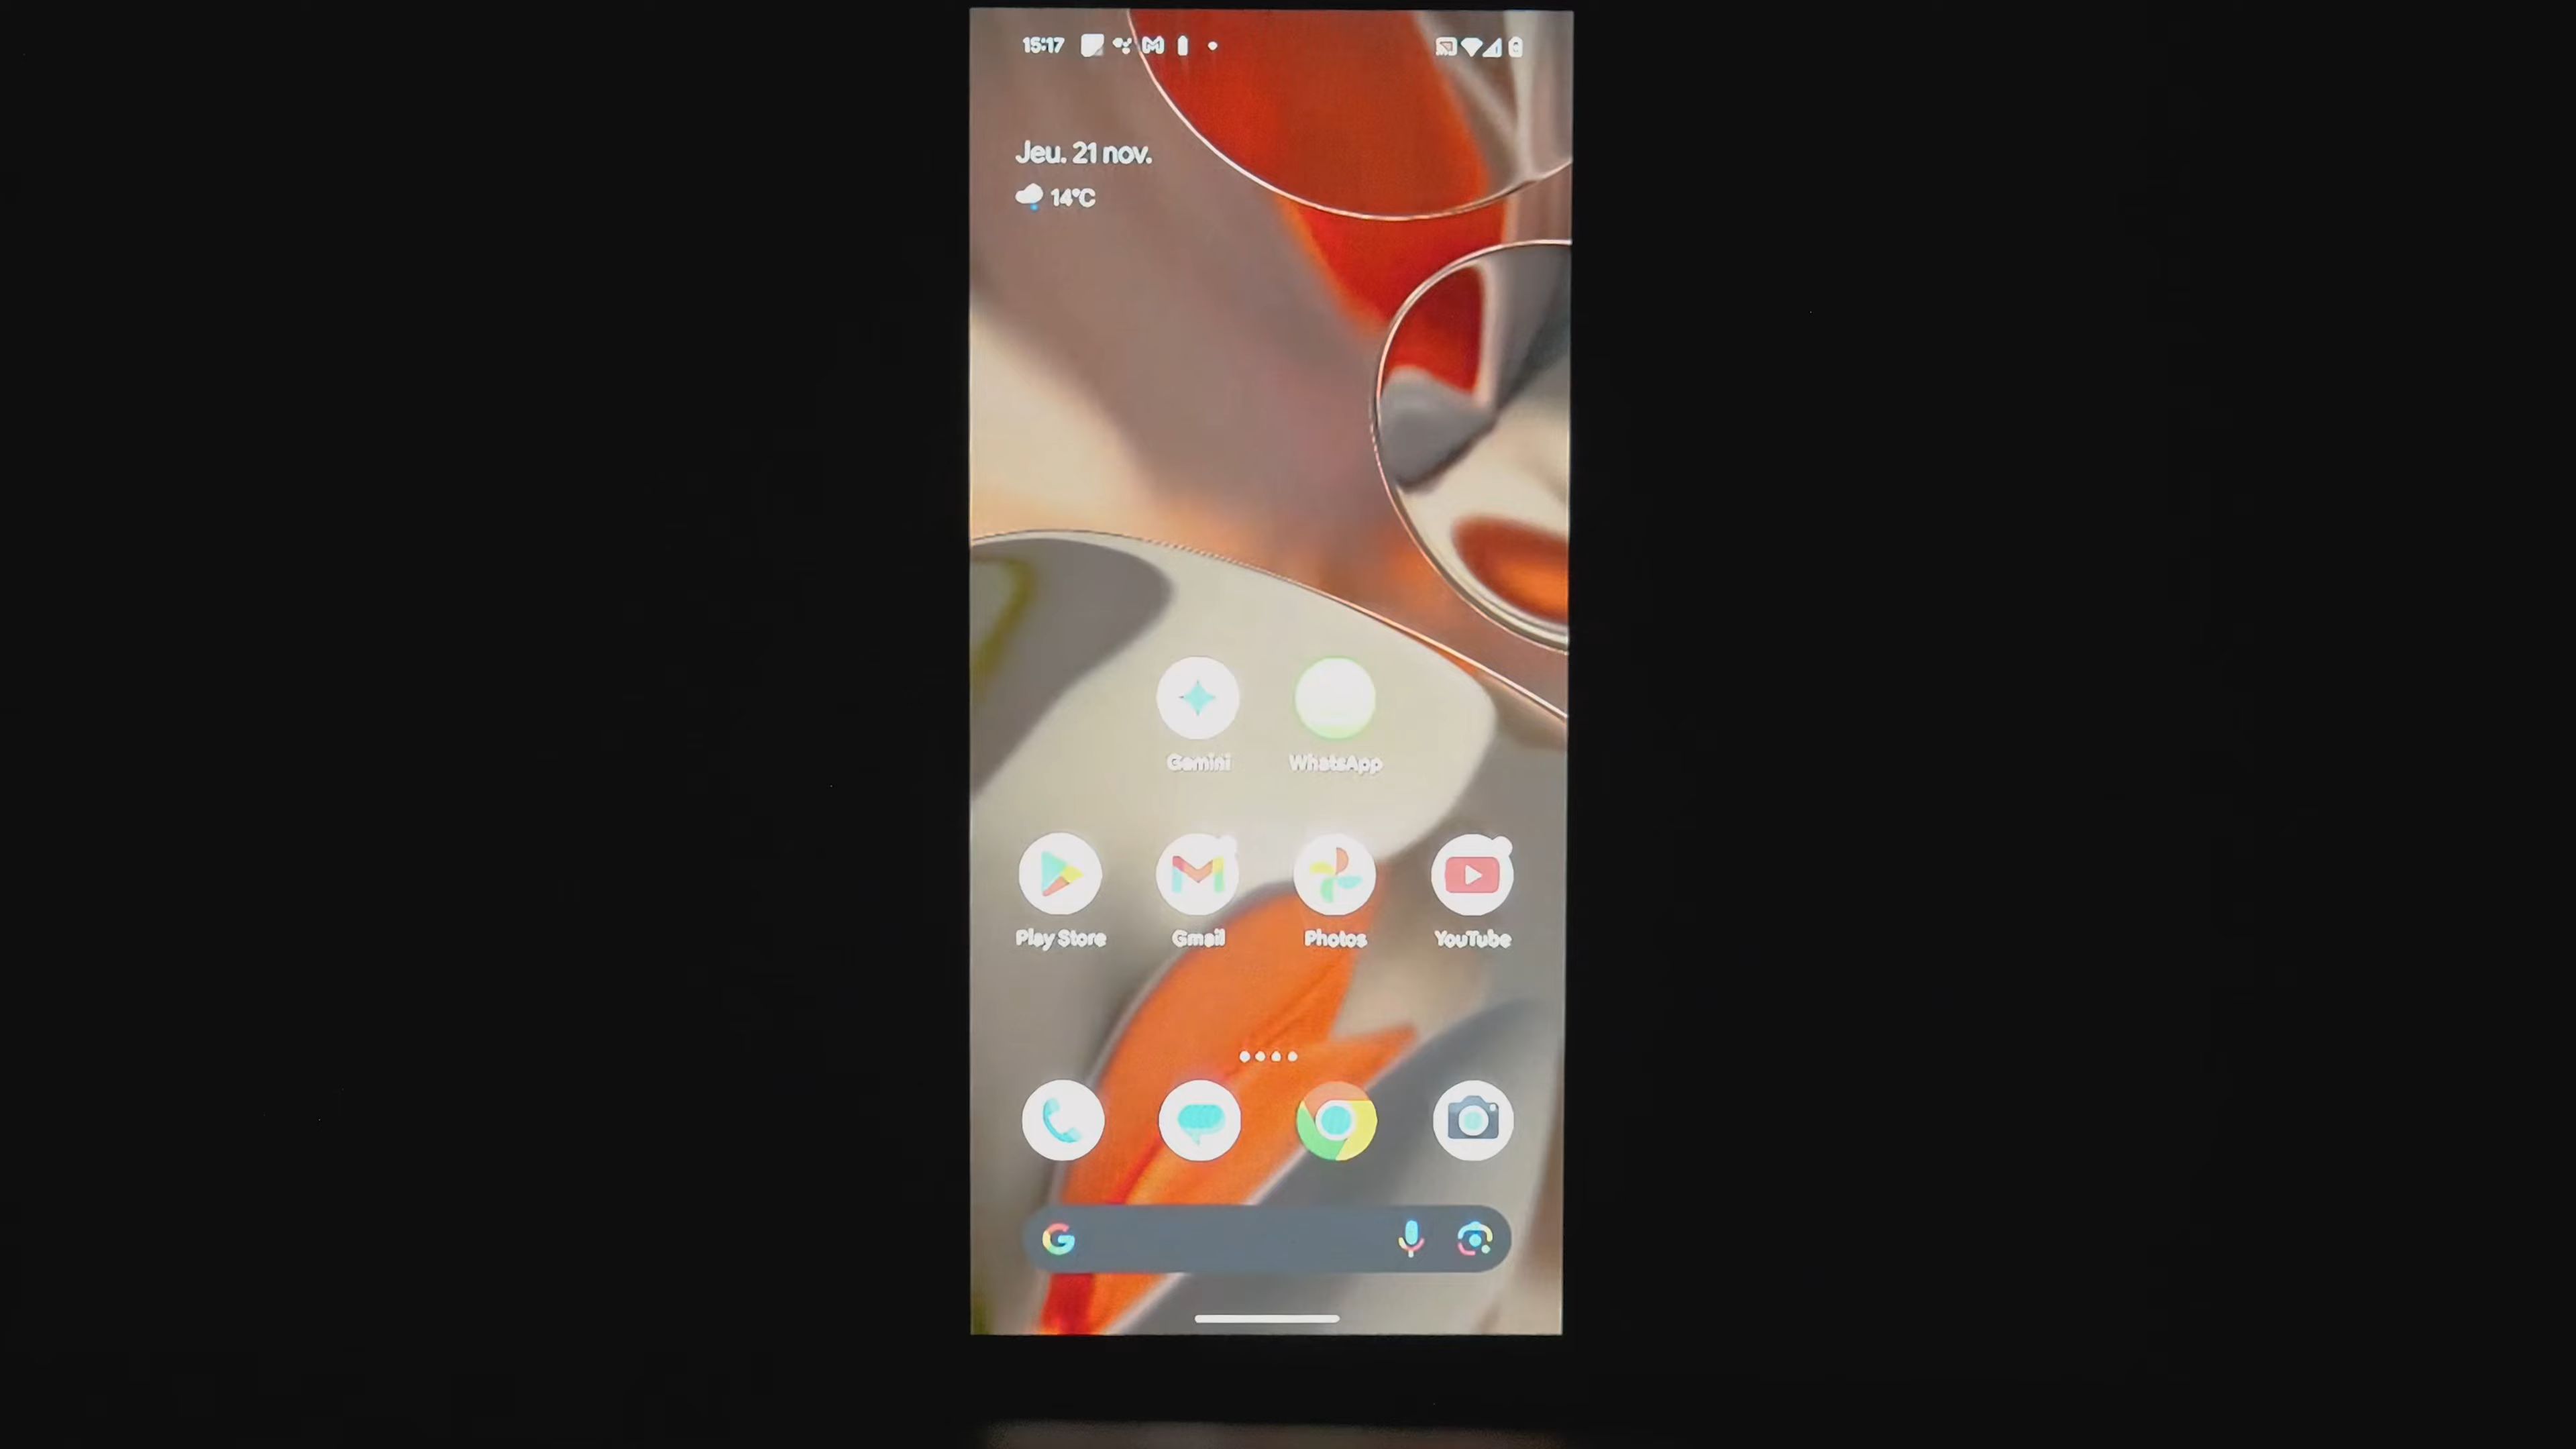 15:17
Jeu. 21 nov.
14°C
Gemini
WhatsApp
Play Store
Gmail
Photos
YouTube